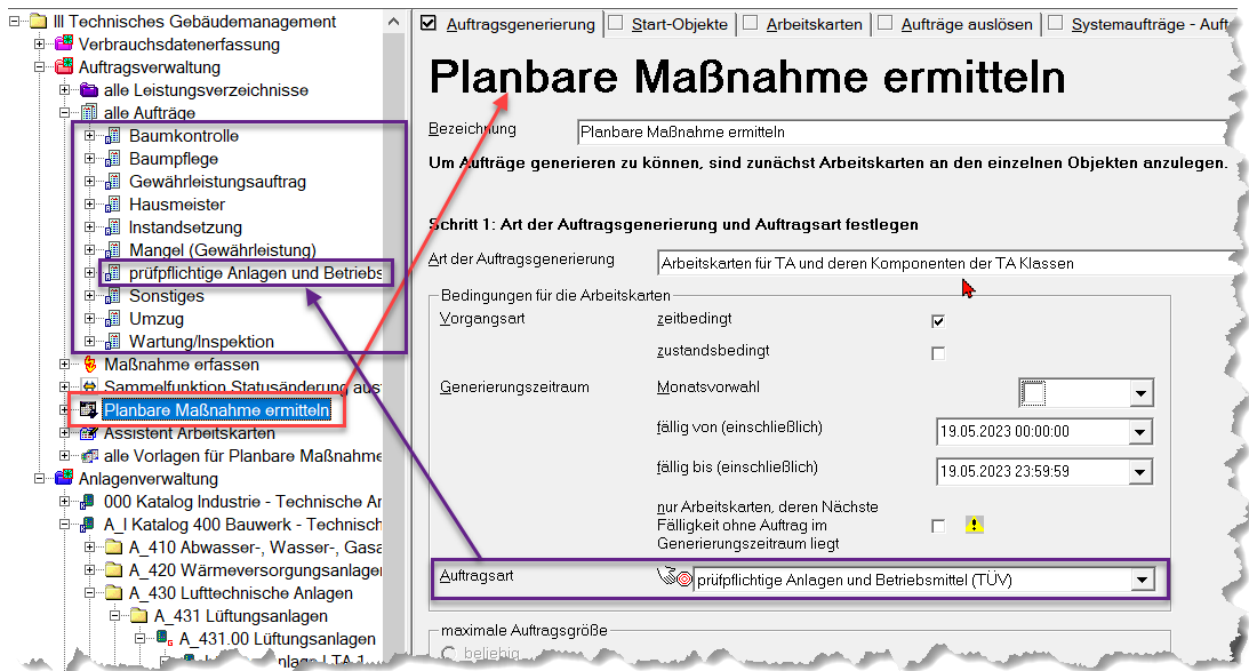 III Technisches Gebäudemanagement
Verbrauchsdatenerfassung
Auftragsverwaltung
alle Leistungsverzeichnisse
alle Aufträge
Baumkontrolle
Baumpflege
Gewährleistungsauftrag
Hausmeister
Instandsetzung
Mangel (Gewährleistung)
prüfpflichtige Anlagen und Betriebs
Sonstiges
Umzug
Wartung/Inspektion
Maßnahme erfassen
Sammelfunktion Statusänderung aus
Planbare Maßnahme ermitteln
Assistent Arbeitskarten
alle Vorlagen für Planbare Maßnahme
Anlagenverwaltung
000 Katalog Industrie - Technische Ar
A_I Katalog 400 Bauwerk - Technisch
A_410 Abwasser-, Wasser-, Gasa
A_420 Wärmeversorgungsanlagen
A_430 Lufttechnische Anlagen
A_431 Lüftungsanlagen
A_431.00 Lüftungsanlagen
Auftragsgenerierung Start-Objekte Arbeitskarten Aufträge auslösen Systemaufträge - Auft
Planbare Maßnahme ermitteln
Bezeichnung Planbare Maßnahme ermitteln
Um Aufträge generieren zu können, sind zunächst Arbeitskarten an den einzelnen Objekten anzulegen.
Schritt 1: Art der Auftragsgenerierung und Auftragsart festlegen
Art der Auftragsgenerierung Arbeitskarten für TA und deren Komponenten der TA Klassen
Bedingungen für die Arbeitskarten
Vorgangsart zeitbedingt
zustandsbedingt
Generierungszeitraum Monatsvorwahl
fällig von (einschließlich) 19.05.2023 00:00:00
fällig bis (einschließlich) 19.05.2023 23:59:59
nur Arbeitskarten, deren Nächste
Fälligkeit ohne Auftrag im
Generierungszeitraum liegt
Auftragsart prüfpflichtige Anlagen und Betriebsmittel (TÜV)
maximale Auftragsgröße
beliebig